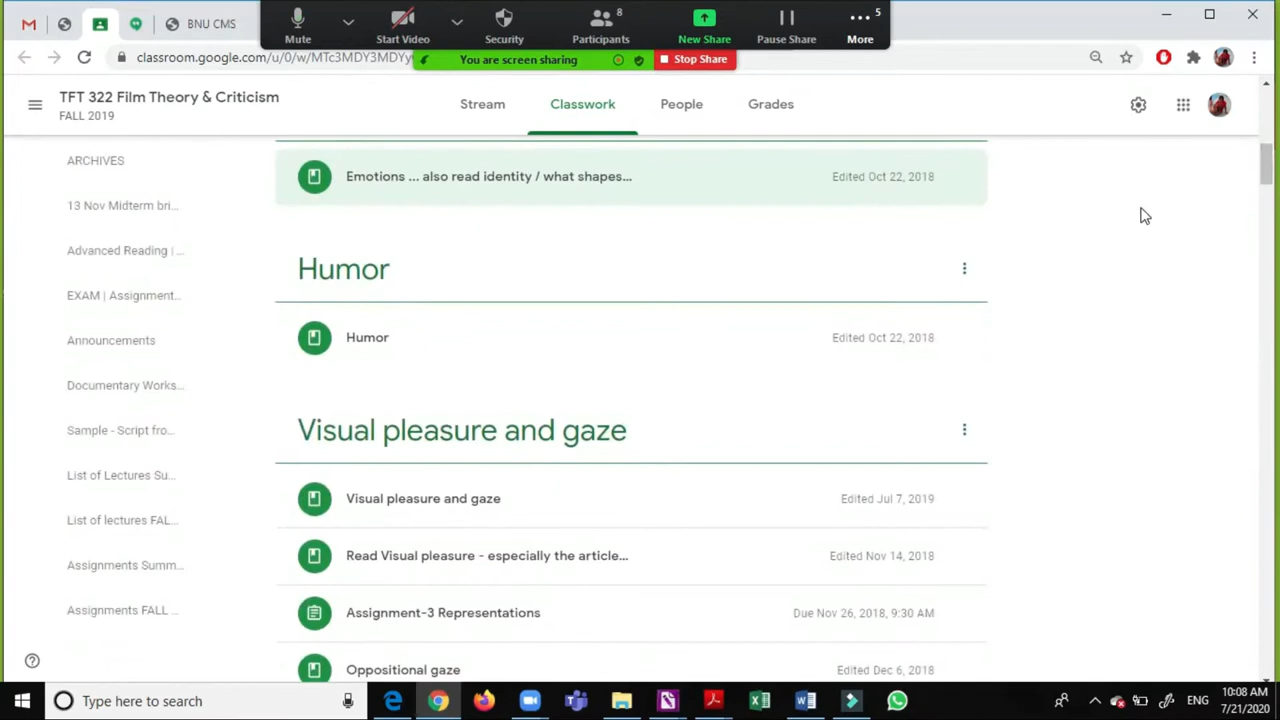 BNU CMS
8
5
Mute
Start Video
Security
Participants
New Share
Pause Share
More
classroom.google.com/u/0/w/MTc3MDY3MDYy
You are screen sharing
Stop Share
TFT 322 Film Theory & Criticism
FALL 2019
Stream
Classwork
People
Grades
ARCHIVES
13 Nov Midterm bri...
Advanced Reading | ...
EXAM | Assignment...
Announcements
Documentary Works...
Sample - Script fro...
List of Lectures Su...
List of lectures FAL...
Assignments Summ...
Assignments FALL ...
Emotions ... also read identity / what shapes...
Edited Oct 22, 2018
Humor
Humor
Edited Oct 22, 2018
Visual pleasure and gaze
Visual pleasure and gaze
Edited Jul 7, 2019
Read Visual pleasure - especially the article...
Edited Nov 14, 2018
Assignment-3 Representations
Due Nov 26, 2018, 9:30 AM
Oppositional gaze
Edited Dec 6, 2018
Type here to search
ENG
10:08 AM
7/21/2020